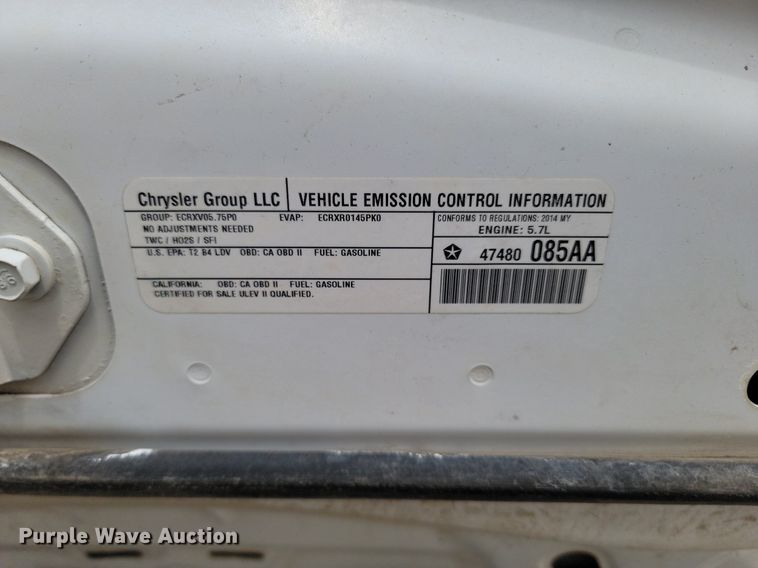 Chrysler Group LLC
VEHICLE EMISSION CONTROL INFORMATION
GROUP: ECRXV05.75P0 EVAP: ECRXR0145PK0
NO ADJUSTMENTS NEEDED
TWC / HO2S / SFI
U.S. EPA: T2 B4 LDV OBD: CA OBD II FUEL: GASOLINE
CALIFORNIA: OBD: CA OBD II FUEL: GASOLINE
CERTIFIED FOR SALE ULEV II QUALIFIED.
CONFORMS TO REGULATIONS: 2014 MY
ENGINE: 5.7L
47480 085AA
Purple Wave Auction